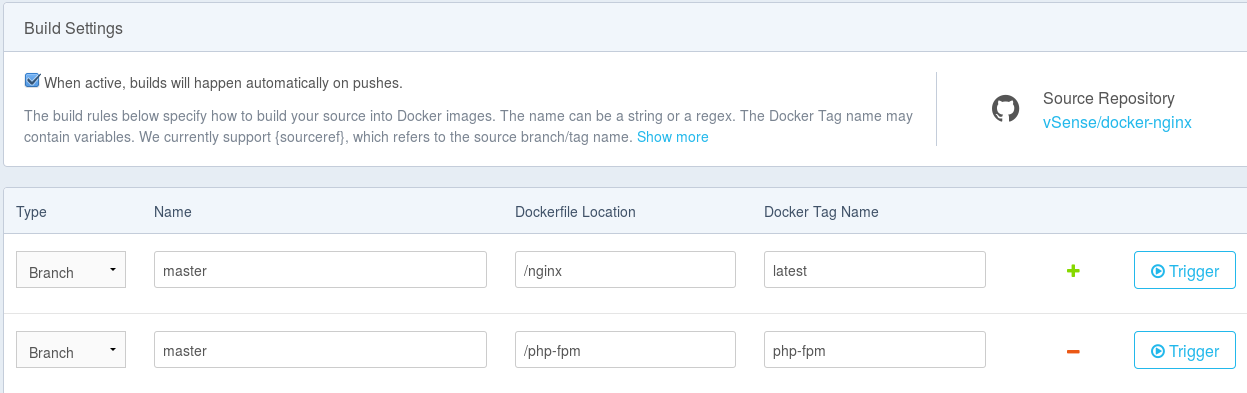 Build Settings
When active, builds will happen automatically on pushes.
The build rules below specify how to build your source into Docker images. The name can be a string or a regex. The Docker Tag name may
contain variables. We currently support {sourceref}, which refers to the source branch/tag name. Show more
Source Repository
vSense/docker-nginx
Type Name Dockerfile Location Docker Tag Name
Branch master /nginx latest Trigger
Branch master /php-fpm php-fpm Trigger